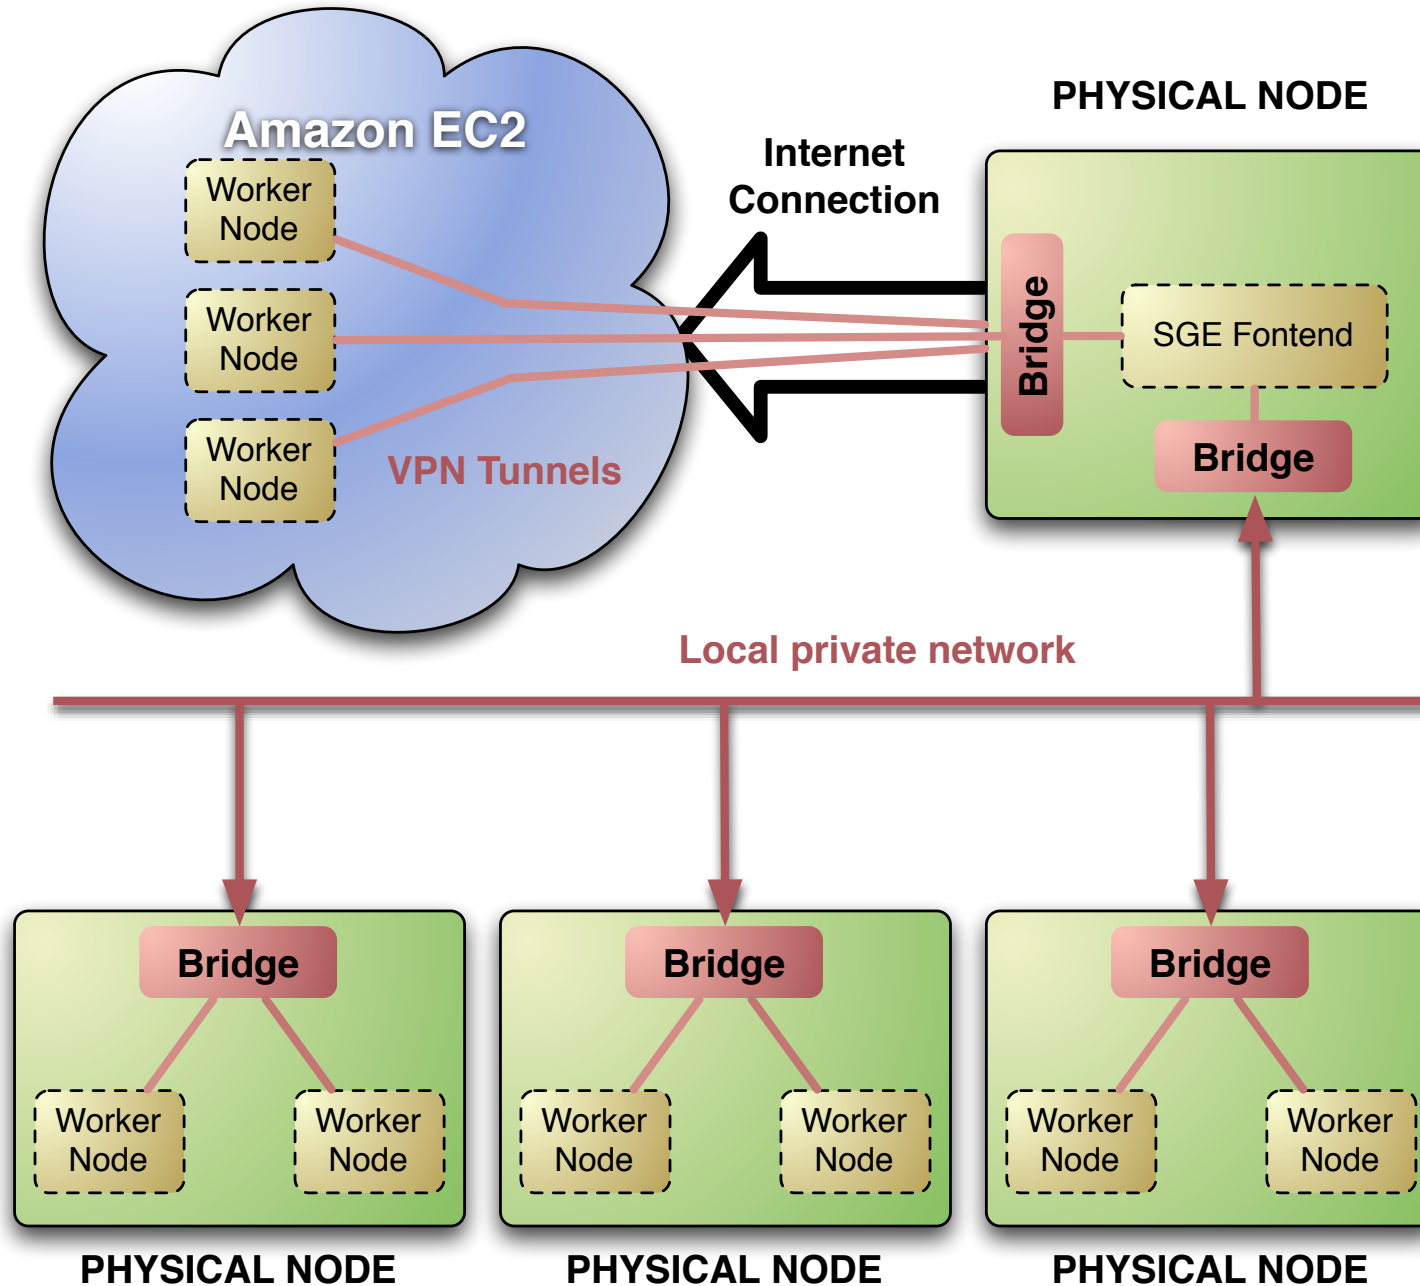 PHYSICAL NODE
Amazon EC2
Internet
Connection
Worker
Node
Worker
Node
Worker
Node
VPN Tunnels
Bridge
SGE Fontend
Bridge
Local private network
Bridge
Bridge
Bridge
Worker
Node
Worker
Node
Worker
Node
Worker
Node
Worker
Node
Worker
Node
PHYSICAL NODE
PHYSICAL NODE
PHYSICAL NODE